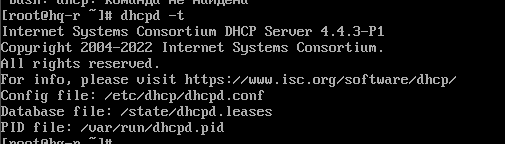 bash: dhcp: команда не найдена
[root@hq-r ~]# dhcpd -t
Internet Systems Consortium DHCP Server 4.4.3-P1
Copyright 2004-2022 Internet Systems Consortium.
All rights reserved.
For info, please visit https://www.isc.org/software/dhcp/
Config file: /etc/dhcp/dhcpd.conf
Database file: /state/dhcpd.leases
PID file: /var/run/dhcpd.pid
[root@hq-r ~]#